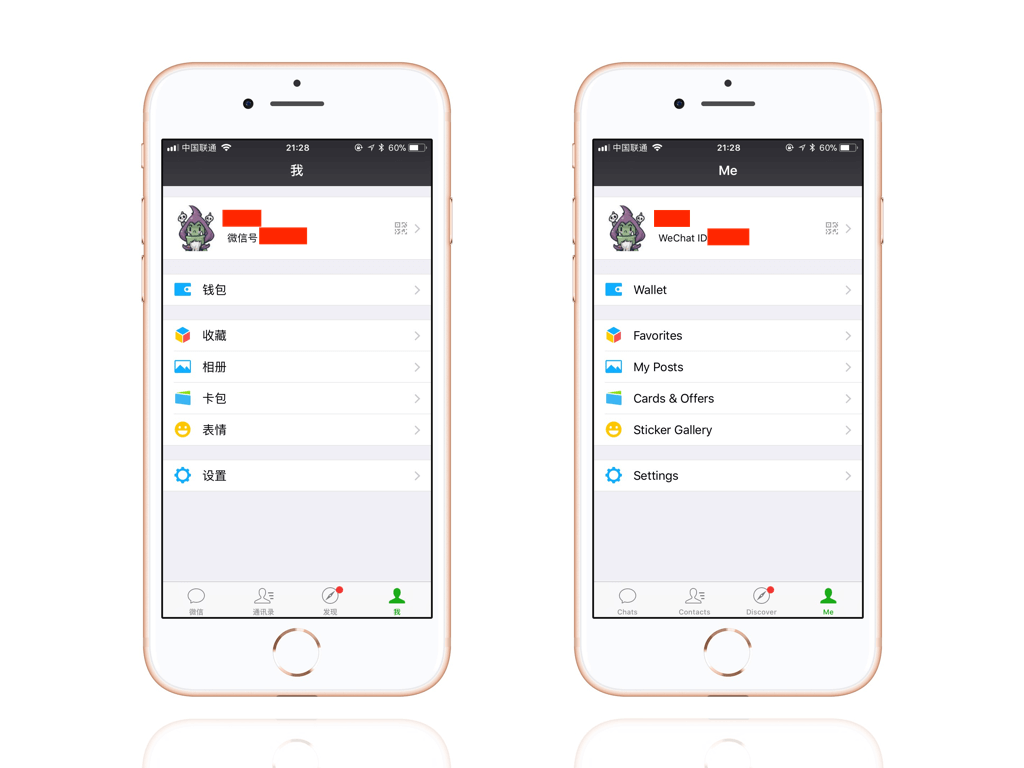 中国联通 21:28 60%
我
微信号
钱包
收藏
相册
卡包
表情
设置
微信 通讯录 发现 我
中国联通 21:28 60%
Me
WeChat ID
Wallet
Favorites
My Posts
Cards & Offers
Sticker Gallery
Settings
Chats Contacts Discover Me